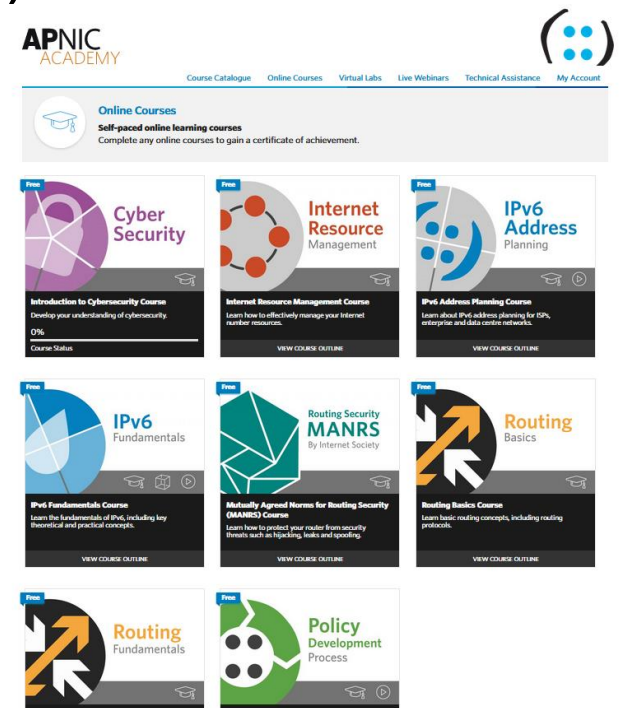 APNIC
ACADEMY
Course Catalogue Online Courses Virtual Labs Live Webinars Technical Assistance My Account
Online Courses
Self-paced online learning courses
Complete any online courses to gain a certificate of achievement.
Free
Cyber
Security
Introduction to Cybersecurity Course
Develop your understanding of cybersecurity.
0%
Course Status
Free
Internet
Resource
Management
Internet Resource Management Course
Learn how to effectively manage your Internet
number resources.
VIEW COURSE OUTLINE
Free
IPv6
Address
Planning
IPv6 Address Planning Course
Learn about IPv6 address planning for ISPs,
enterprise and data centre networks.
VIEW COURSE OUTLINE
Free
IPv6
Fundamentals
IPv6 Fundamentals Course
Learn the fundamentals of IPv6, including key
theoretical and practical concepts.
VIEW COURSE OUTLINE
Free
Routing Security
MANRS
By Internet Society
Mutually Agreed Norms for Routing Security
(MANRS) Course
Learn how to protect your router from security
threats such as hijacking, leaks and spoofing.
VIEW COURSE OUTLINE
Free
Routing
Basics
Routing Basics Course
Learn basic routing concepts, including routing
protocols.
VIEW COURSE OUTLINE
Free
Routing
Fundamentals
Free
Policy
Development
Process